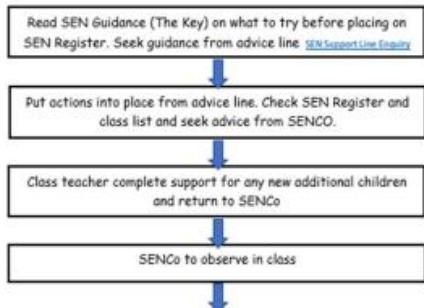 Read SEN Guidance (The Key) on what to try before placing on
SEN Register. Seek guidance from advice line SEN Support Line Enquiry
Put actions into place from advice line. Check SEN Register and
class list and seek advice from SENCO.
Class teacher complete support for any new additional children
and return to SENCo
SENCo to observe in class